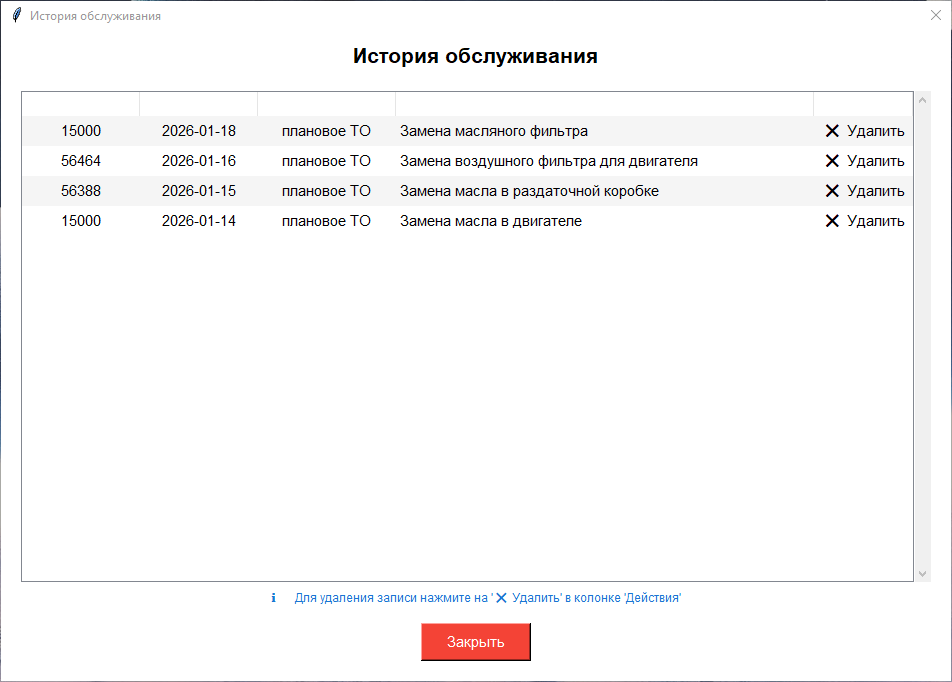 История обслуживания
История обслуживания
15000 2026-01-18 плановое ТО Замена масляного фильтра ✕ Удалить
56464 2026-01-16 плановое ТО Замена воздушного фильтра для двигателя ✕ Удалить
56388 2026-01-15 плановое ТО Замена масла в раздаточной коробке ✕ Удалить
15000 2026-01-14 плановое ТО Замена масла в двигателе ✕ Удалить
ℹ Для удаления записи нажмите на '✕ Удалить' в колонке 'Действия'
Закрыть